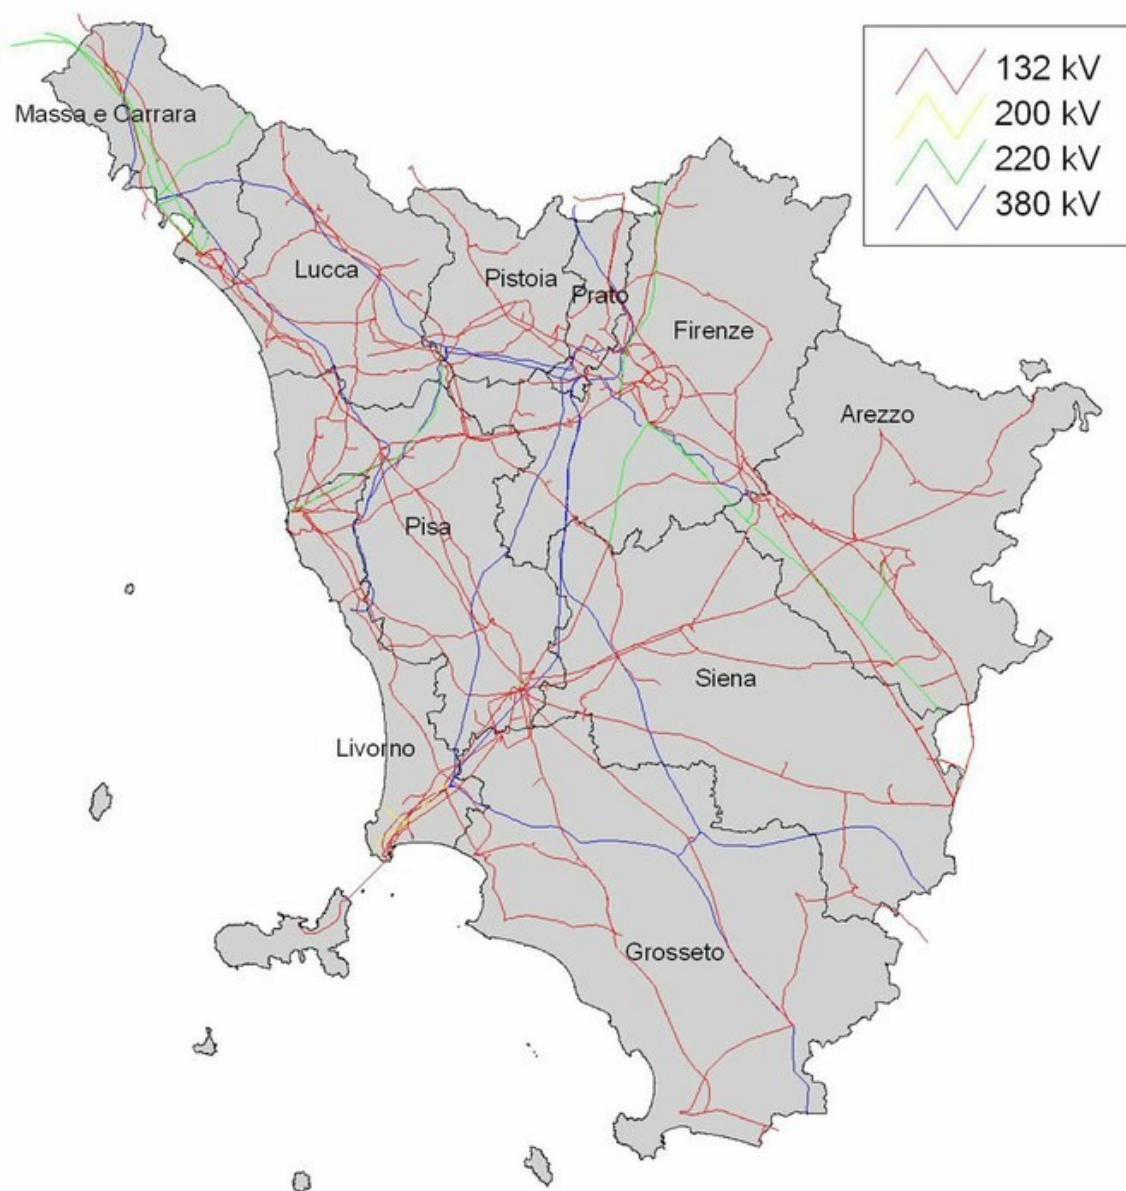 132 kV
200 kV
220 kV
380 kV
Massa e Carrara
Lucca
Pistoia
Prato
Firenze
Arezzo
Pisa
Siena
Livorno
Grosseto